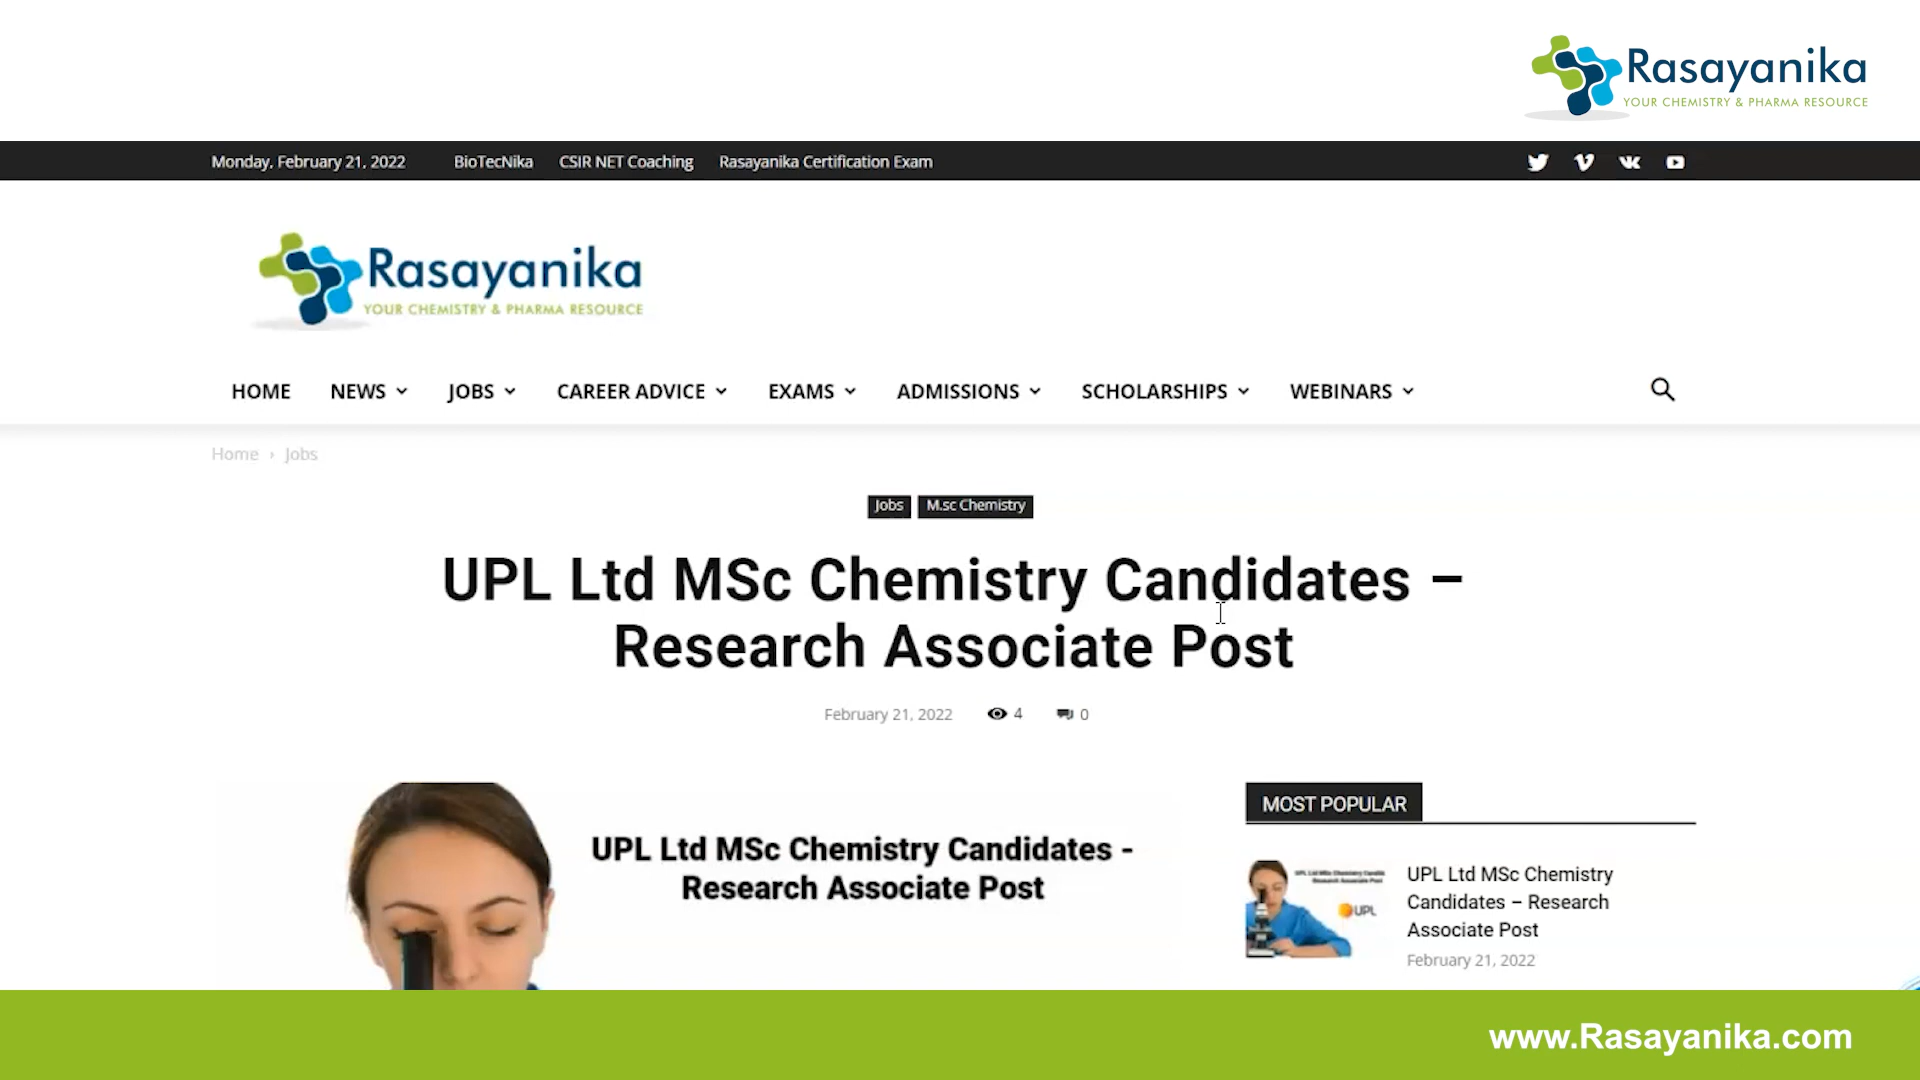 Rasayanika
YOUR CHEMISTRY & PHARMA RESOURCE
Monday, February 21, 2022 BioTecNika CSIR NET Coaching Rasayanika Certification Exam
Rasayanika
YOUR CHEMISTRY & PHARMA RESOURCE
HOME NEWS JOBS CAREER ADVICE EXAMS ADMISSIONS SCHOLARSHIPS WEBINARS
Home › Jobs
Jobs M.sc Chemistry
UPL Ltd MSc Chemistry Candidates –
Research Associate Post
February 21, 2022 4 0
UPL Ltd MSc Chemistry Candidates -
Research Associate Post
MOST POPULAR
UPL
UPL Ltd MSc Chemistry
Candidates – Research
Associate Post
February 21, 2022
www.Rasayanika.com